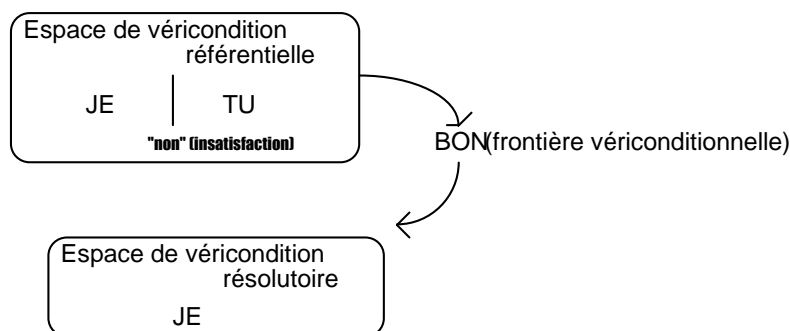 Espace de véricondition
référentielle
JE TU
"non" (insatisfaction)
BON(frontière vériconditionnelle)
Espace de véricondition
résolutoire
JE